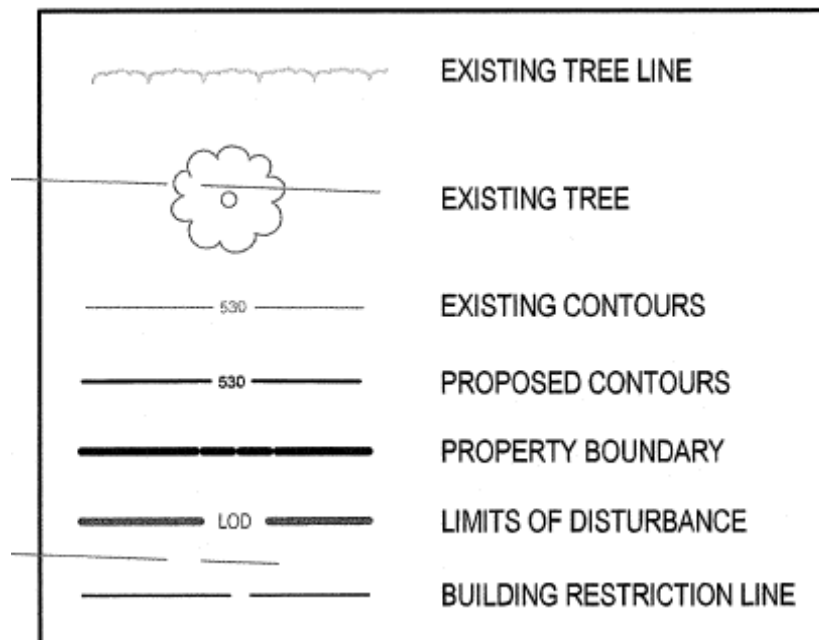 EXISTING TREE LINE
EXISTING TREE
530 EXISTING CONTOURS
530 PROPOSED CONTOURS
PROPERTY BOUNDARY
LOD LIMITS OF DISTURBANCE
BUILDING RESTRICTION LINE